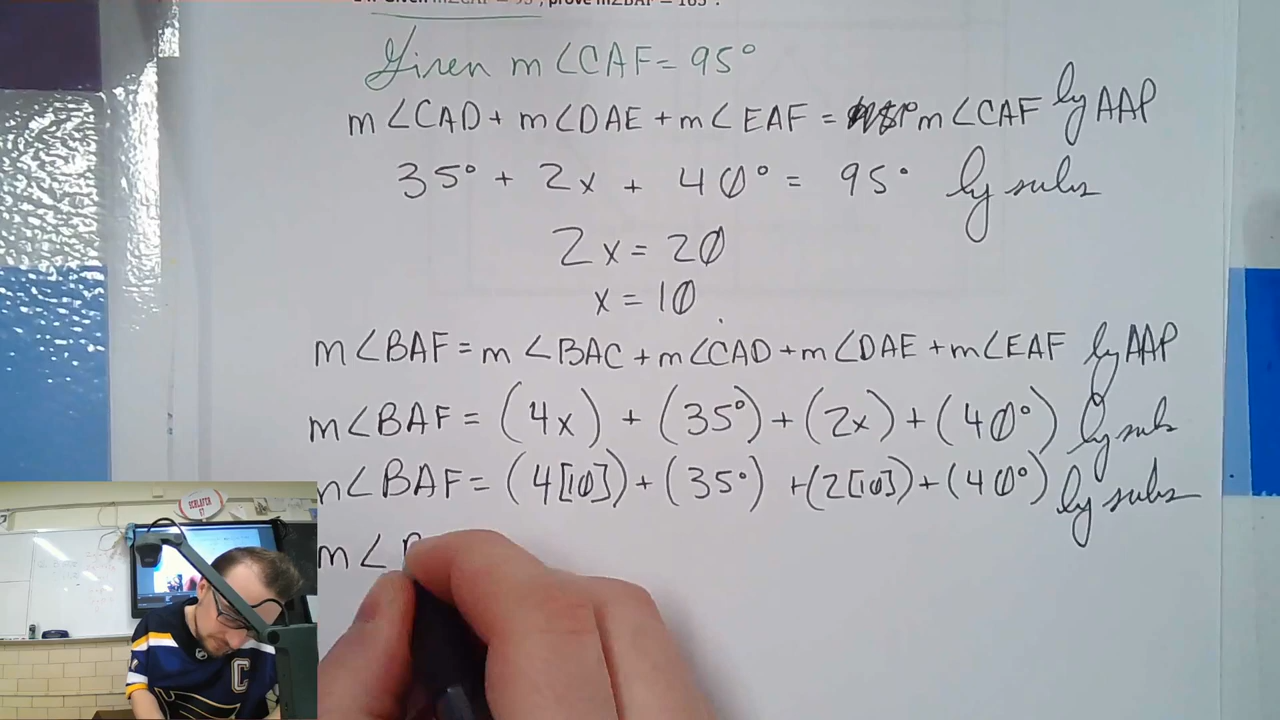 Given m∠CAF = 95°
m∠CAD + m∠DAE + m∠EAF = m∠CAF by AAP
35° + 2x + 40° = 95° by subs
2x = 20
x = 10
m∠BAF = m∠BAC + m∠CAD + m∠DAE + m∠EAF by AAP
m∠BAF = (4x) + (35°) + (2x) + (40°) by sub
m∠BAF = (4[10]) + (35°) + (2[10]) + (40°) by subs
m∠
C